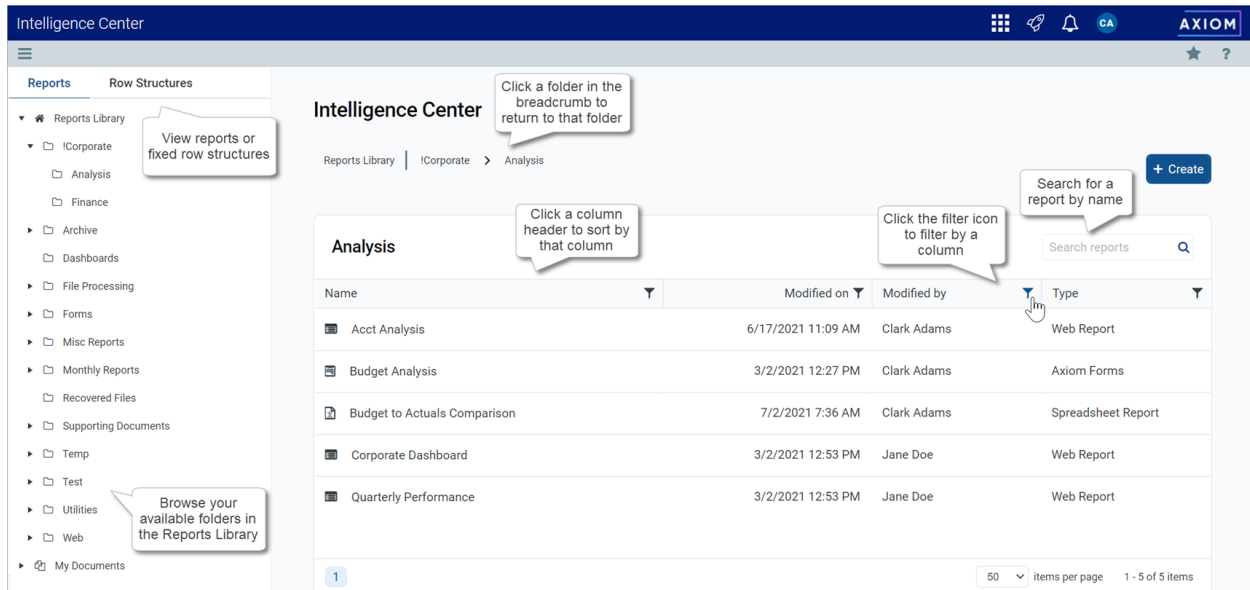 Intelligence Center
CA
AXIOM
?
Reports
Row Structures
Reports Library
!Corporate
Analysis
Finance
Archive
Dashboards
File Processing
Forms
Misc Reports
Monthly Reports
Recovered Files
Supporting Documents
Temp
Test
Utilities
Web
My Documents
View reports or
fixed row structures
Browse your
available folders in
the Reports Library
Intelligence Center
Click a folder in the
breadcrumb to
return to that folder
Reports Library | !Corporate > Analysis
+ Create
Search for a
report by name
Click a column
header to sort by
that column
Click the filter icon
to filter by a
column
Analysis
Search reports
Name Modified on Modified by Type
Acct Analysis 6/17/2021 11:09 AM Clark Adams Web Report
Budget Analysis 3/2/2021 12:27 PM Clark Adams Axiom Forms
Budget to Actuals Comparison 7/2/2021 7:36 AM Clark Adams Spreadsheet Report
Corporate Dashboard 3/2/2021 12:53 PM Jane Doe Web Report
Quarterly Performance 3/2/2021 12:53 PM Jane Doe Web Report
1
50 items per page 1 - 5 of 5 items